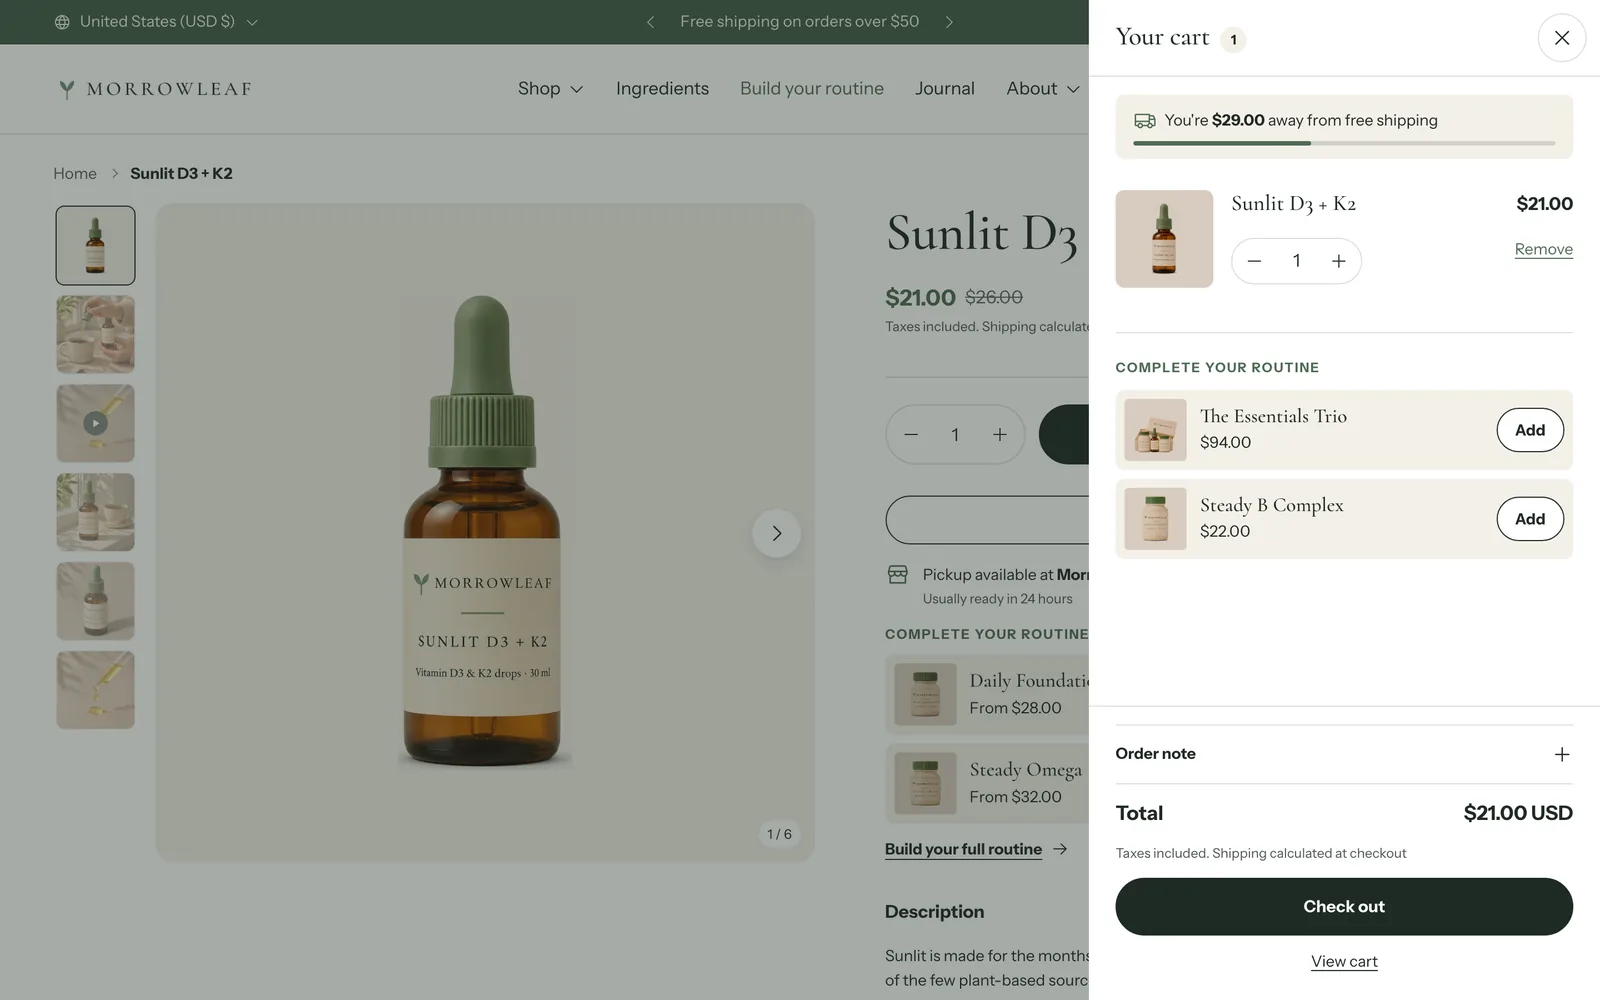 United States (USD $)
Free shipping on orders over $50
MORROWLEAF
Shop
Ingredients
Build your routine
Journal
About
Home
Sunlit D3 + K2
MORROWLEAF
SUNLIT D3 + K2
Vitamin D3 & K2 drops · 30 ml
1 / 6
Sunlit D3
$21.00 $26.00
Taxes included. Shipping calculate
1
Pickup available at Morr
Usually ready in 24 hours
COMPLETE YOUR ROUTINE
Daily Foundatio
From $28.00
Steady Omega
From $32.00
Build your full routine
Description
Sunlit is made for the months
of the few plant-based sourc
Your cart 1
You're $29.00 away from free shipping
Sunlit D3 + K2
$21.00
1
Remove
COMPLETE YOUR ROUTINE
The Essentials Trio
$94.00
Add
Steady B Complex
$22.00
Add
Order note
Total
$21.00 USD
Taxes included. Shipping calculated at checkout
Check out
View cart